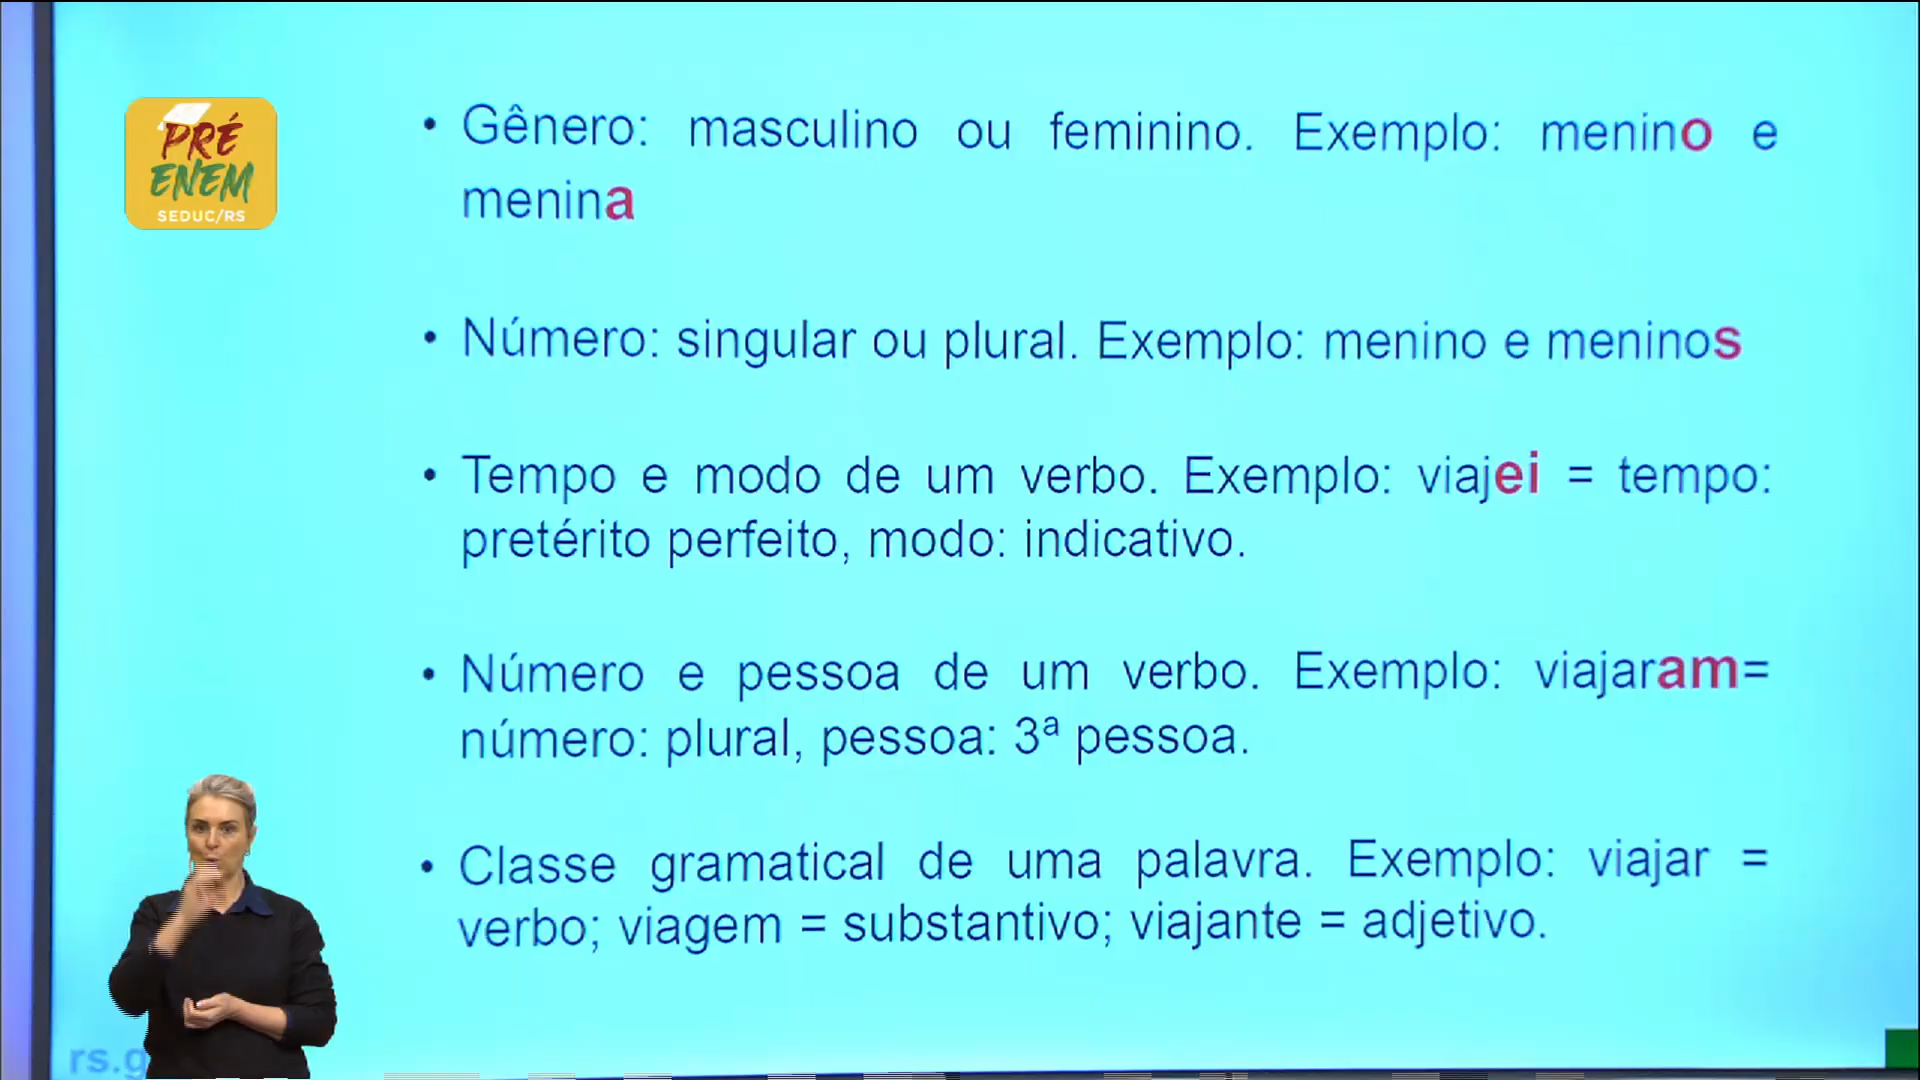 PRÉ
ENEM
SEDUC/RS
• Gênero: masculino ou feminino. Exemplo: menino e
menina
• Número: singular ou plural. Exemplo: menino e meninos
• Tempo e modo de um verbo. Exemplo: viajei = tempo:
pretérito perfeito, modo: indicativo.
• Número e pessoa de um verbo. Exemplo: viajaram=
número: plural, pessoa: 3ª pessoa.
• Classe gramatical de uma palavra. Exemplo: viajar =
verbo; viagem = substantivo; viajante = adjetivo.
rs.g